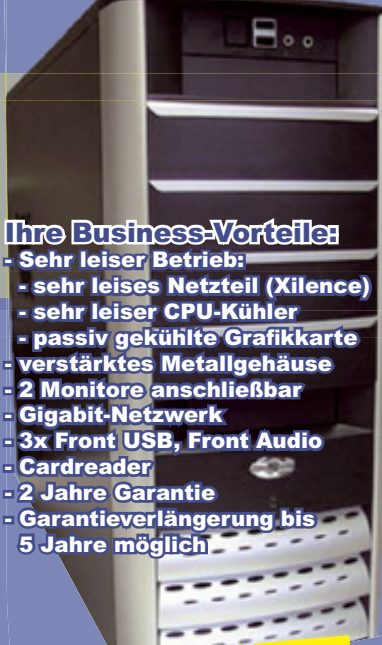 Ihre Business-Vorteile:
- Sehr leiser Betrieb:
- sehr leises Netzteil (Xilence)
- sehr leiser CPU-Kühler
- passiv gekühlte Grafikkarte
- verstärktes Metallgehäuse
- 2 Monitore anschließbar
- Gigabit-Netzwerk
- 3x Front USB, Front Audio
- Cardreader
- 2 Jahre Garantie
- Garantieverlängerung bis
5 Jahre möglich